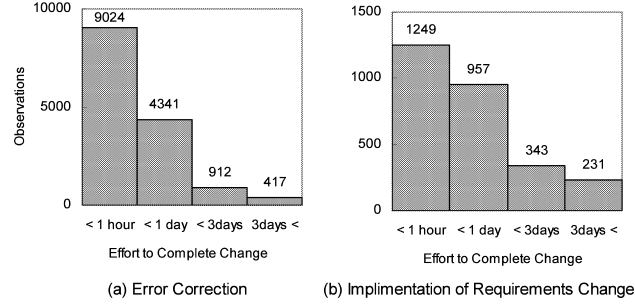 10000
5000
0
Observations
9024
4341
912
417
< 1 hour < 1 day < 3days 3days <
Effort to Complete Change
(a) Error Correction
1500
1000
500
0
1249
957
343
231
< 1 hour < 1 day < 3days 3days <
Effort to Complete Change
(b) Implimentation of Requirements Change